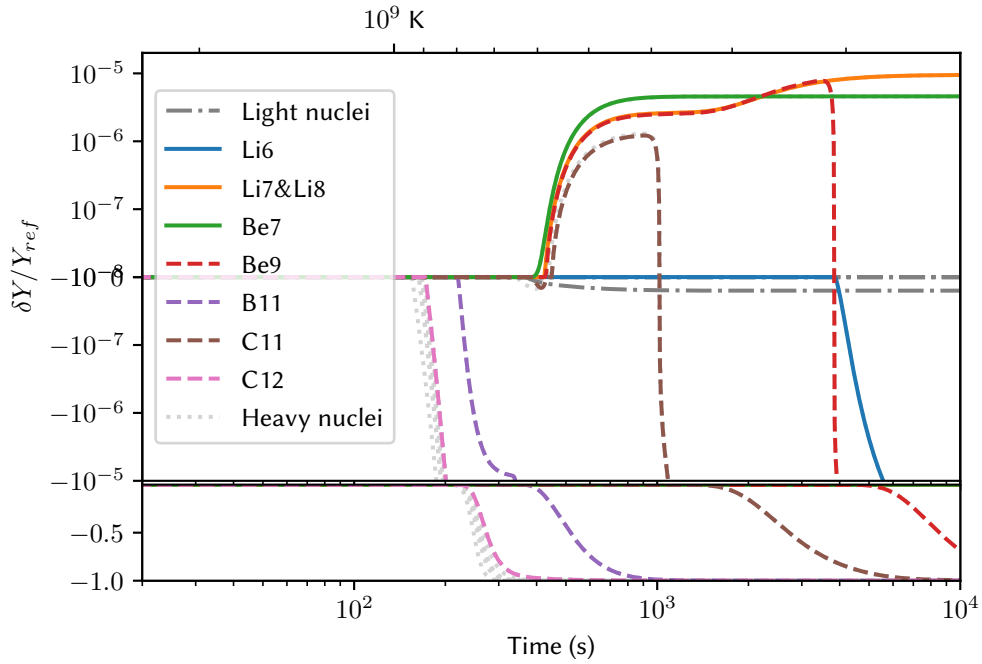 10^9 K
10^-5
10^-6
10^-7
-10^-8
0
-10^-7
-10^-6
-10^-5
-0.5
-1.0
δY/Y_ref
Light nuclei
Li6
Li7&Li8
Be7
Be9
B11
C11
C12
Heavy nuclei
10^2
10^3
10^4
Time (s)